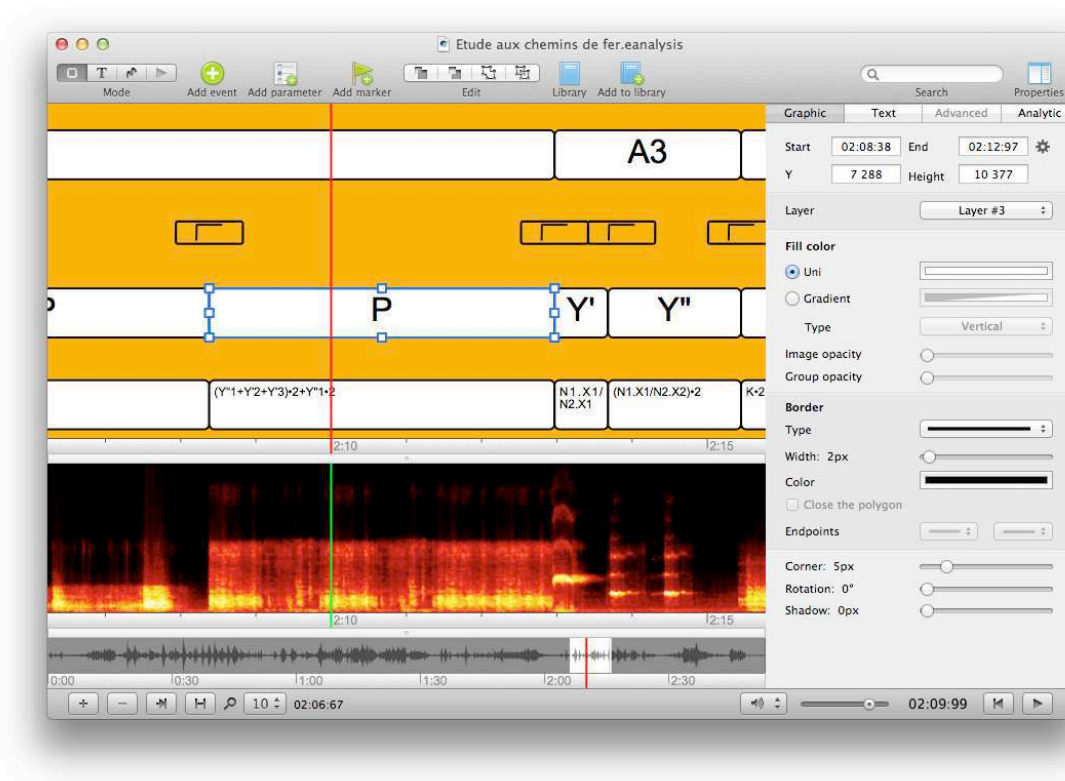 Etude aux chemins de fer.eanalysis
T
Mode Add event Add parameter Add marker Edit Library Add to library Search Properties
Graphic Text Advanced Analytic
A3
Start 02:08:38 End 02:12:97
Y 7 288 Height 10 377
Layer Layer #3
Fill color
Uni
Gradient
P Y' Y"
Type Vertical
Image opacity
Group opacity
(Y"1+Y'2+Y'3)•2+Y"1•2 N1.X1/ (N1.X1/N2.X2)•2 K•2
N2.X1
Border
Type
2:10 2:15
Width: 2px
Color
Close the polygon
Endpoints
Corner: 5px
Rotation: 0°
Shadow: 0px
2:10 2:15
0:00 0:30 1:00 1:30 2:00 2:30
10 02:06:67 02:09:99